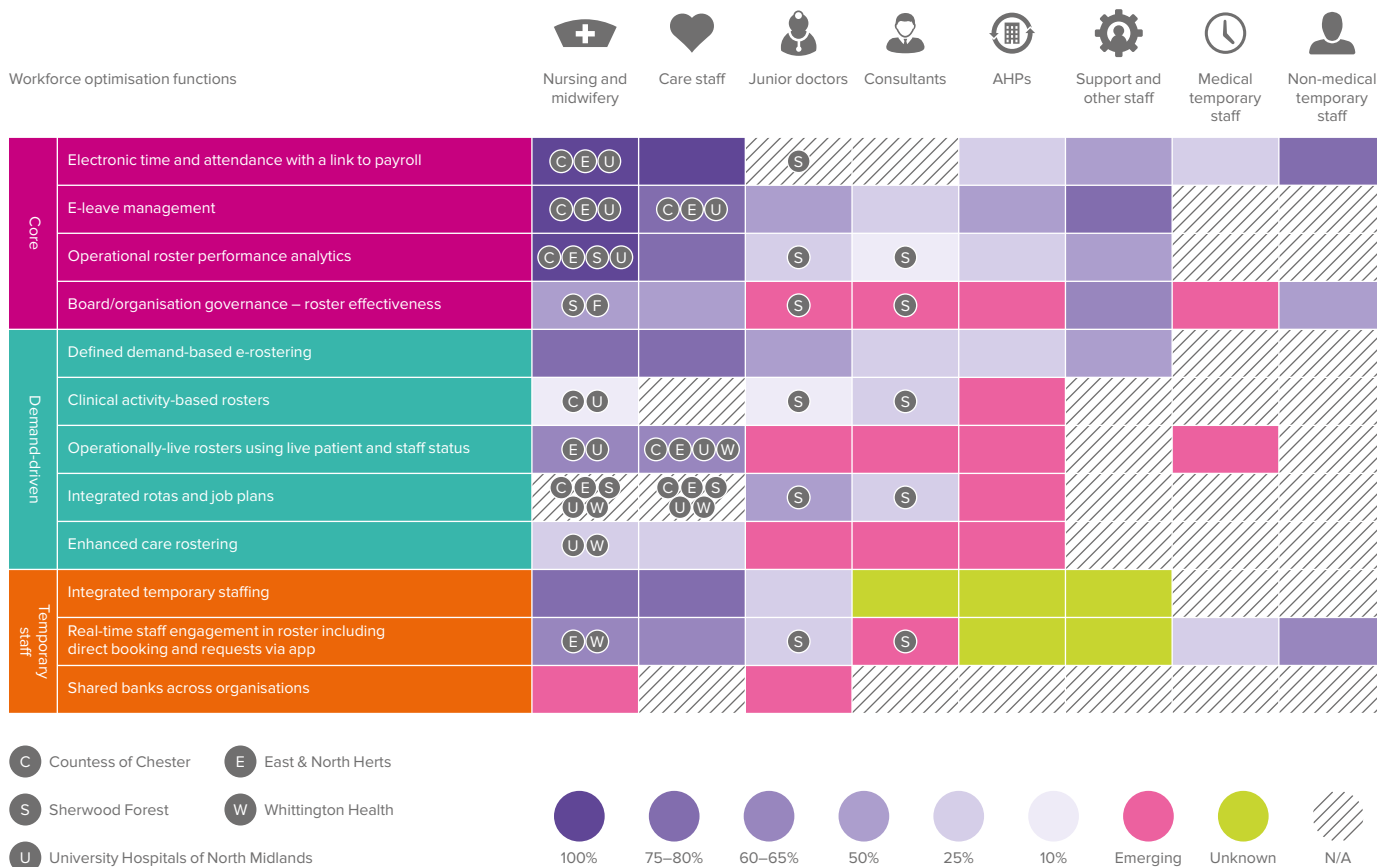 Workforce optimisation functions
Nursing and
midwifery
Care staff
Junior doctors
Consultants
AHPs
Support and
other staff
Medical
temporary
staff
Non-medical
temporary
staff
Core
Electronic time and attendance with a link to payroll
C E U
S
E-leave management
C E U
C E U
Operational roster performance analytics
C E S U
S
S
Board/organisation governance – roster effectiveness
S F
S
S
Demand-driven
Defined demand-based e-rostering
Clinical activity-based rosters
C U
S
S
Operationally-live rosters using live patient and staff status
E U
C E U W
Integrated rotas and job plans
C E S
U W
C E S
U W
S
S
Enhanced care rostering
U W
Temporary
staff
Integrated temporary staffing
Real-time staff engagement in roster including
direct booking and requests via app
E W
S
S
Shared banks across organisations
C Countess of Chester
E East & North Herts
S Sherwood Forest
W Whittington Health
U University Hospitals of North Midlands
100%
75–80%
60–65%
50%
25%
10%
Emerging
Unknown
N/A